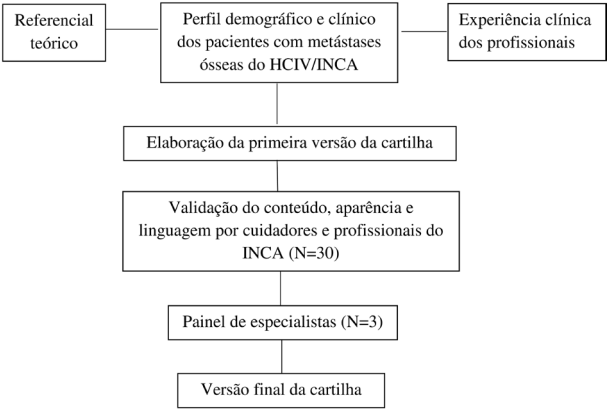 Referencial
teórico
Perfil demográfico e clínico
dos pacientes com metástases
ósseas do HCIV/INCA
Experiência clínica
dos profissionais
Elaboração da primeira versão da cartilha
Validação do conteúdo, aparência e
linguagem por cuidadores e profissionais do
INCA (N=30)
Painel de especialistas (N=3)
Versão final da cartilha